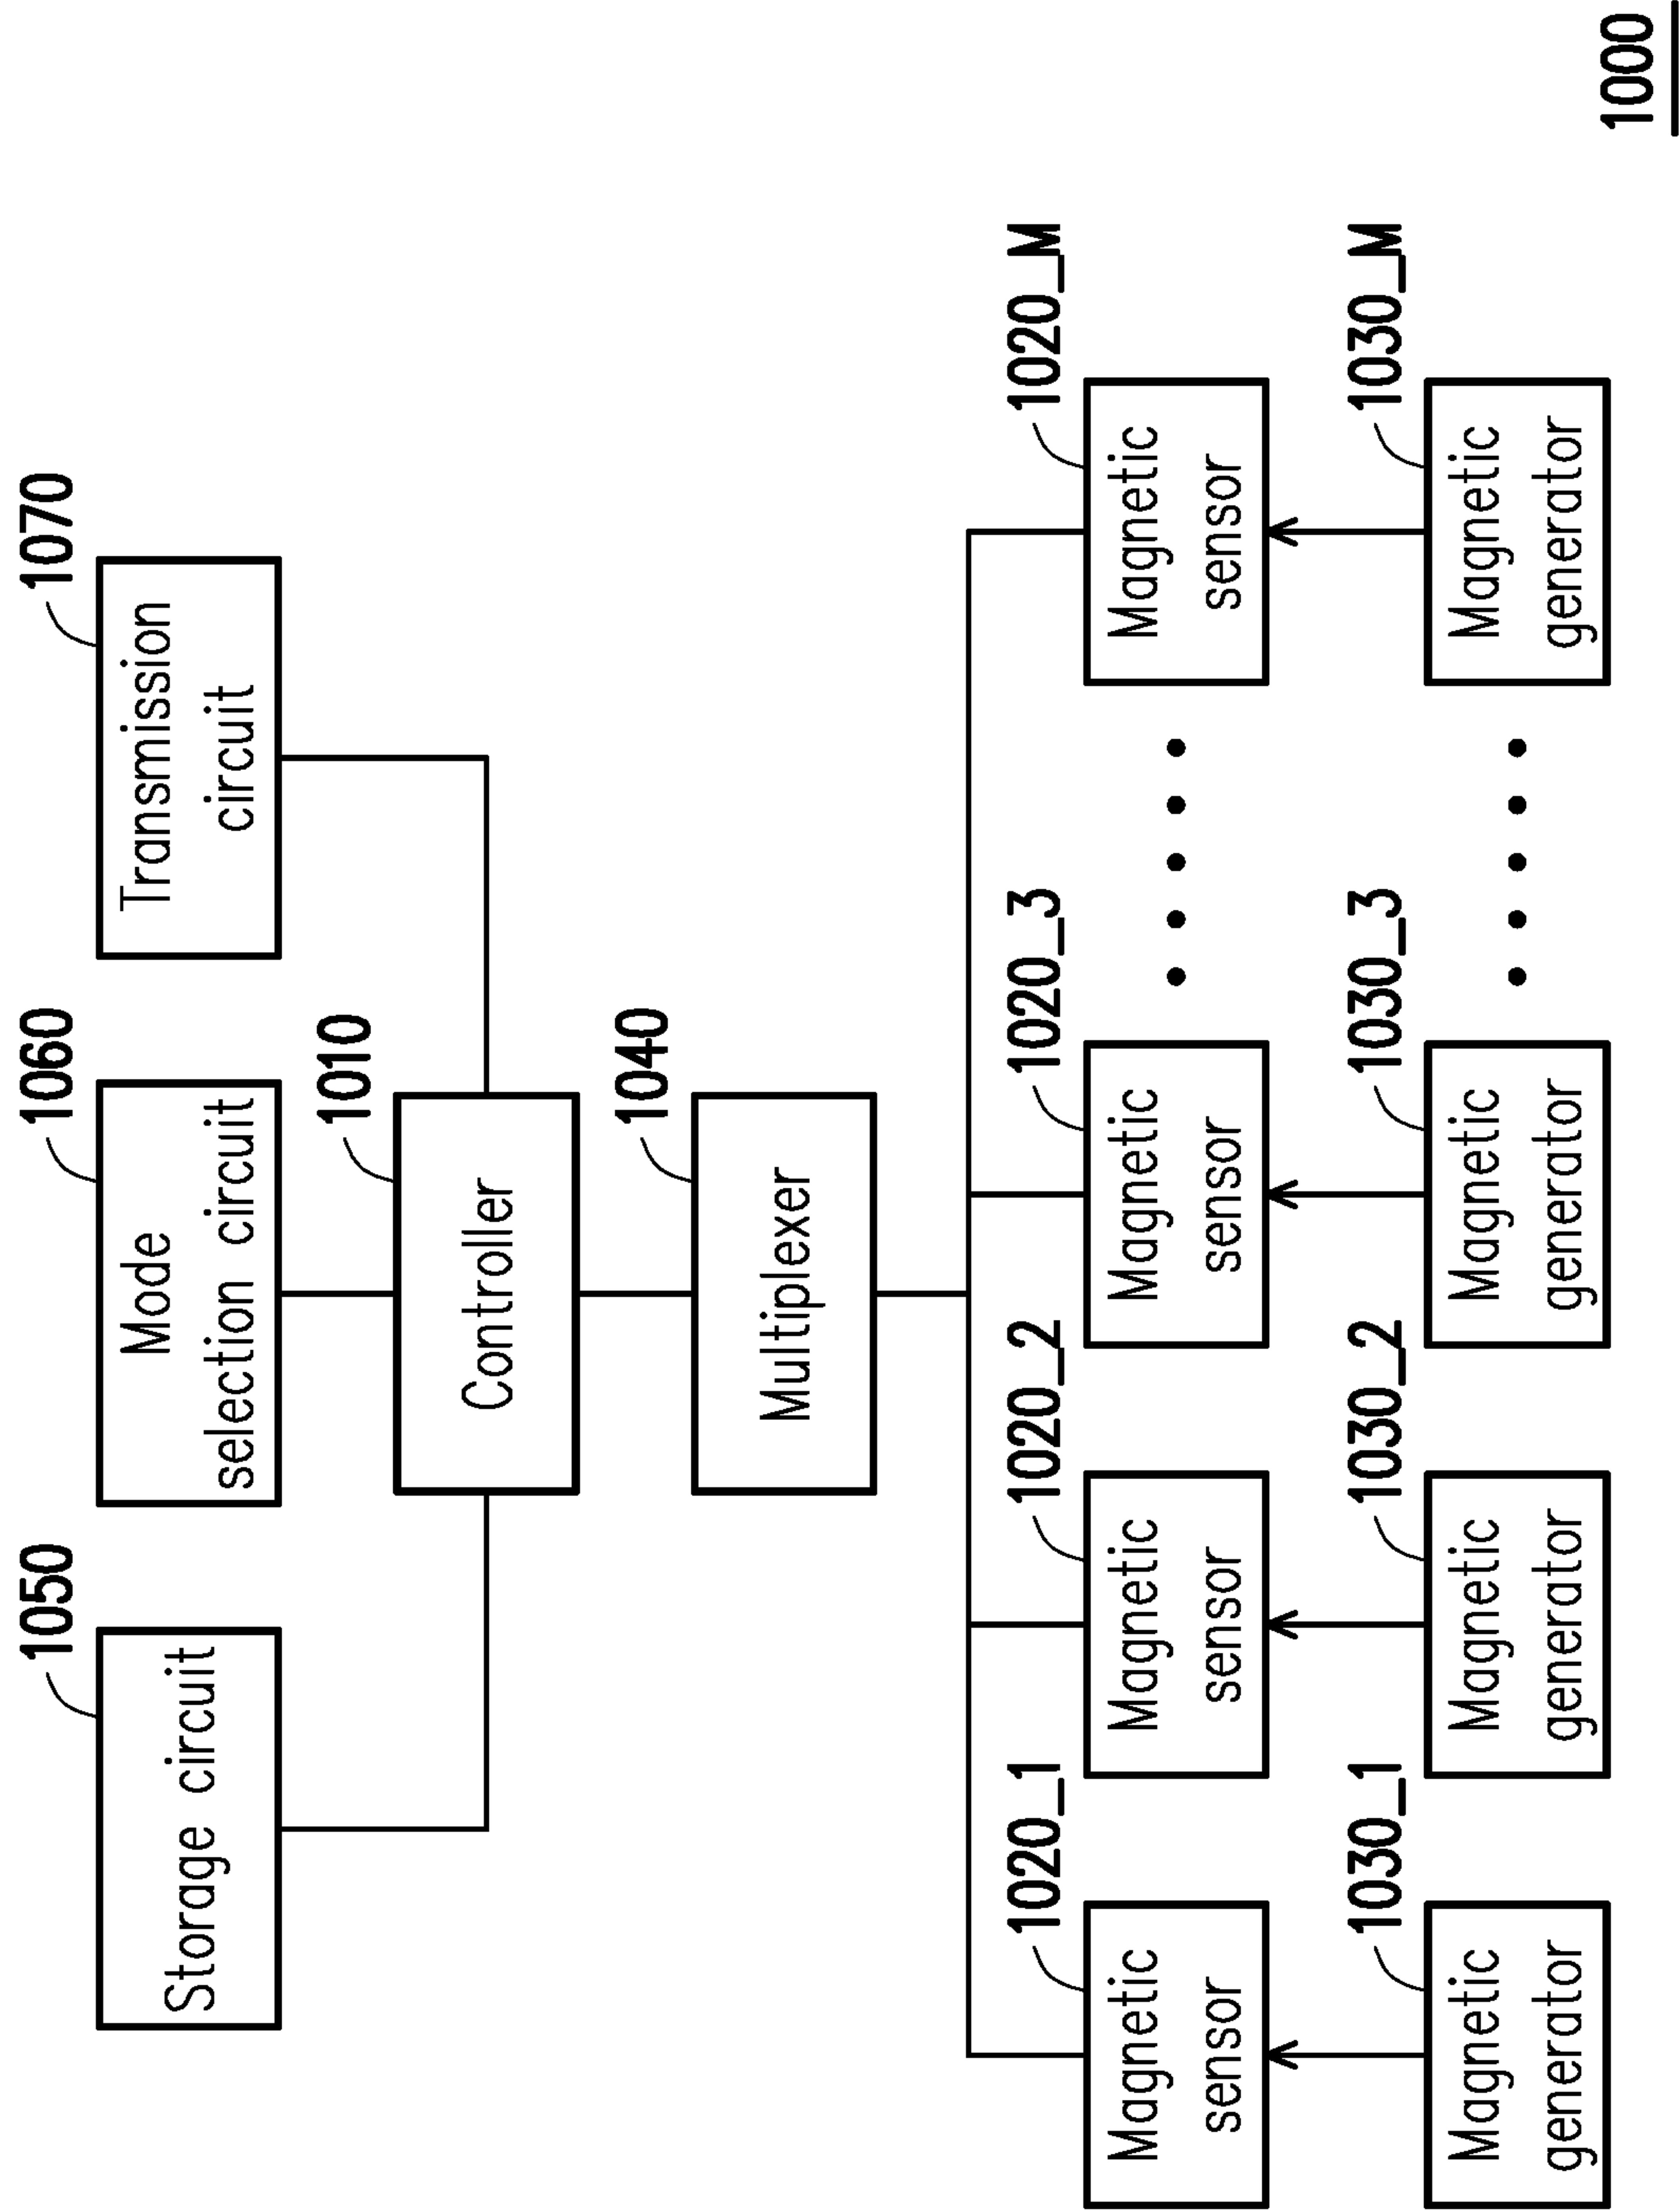 1050
1060
1070
Storage circuit
Mode
selection circuit
Transmission
circuit
1010
Controller
1040
Multiplexer
1020_1
1020_2
1020_3
1020_M
Magnetic
sensor
Magnetic
sensor
Magnetic
sensor
Magnetic
sensor
1030_1
1030_2
1030_3
1030_M
Magnetic
generator
Magnetic
generator
Magnetic
generator
Magnetic
generator
1000